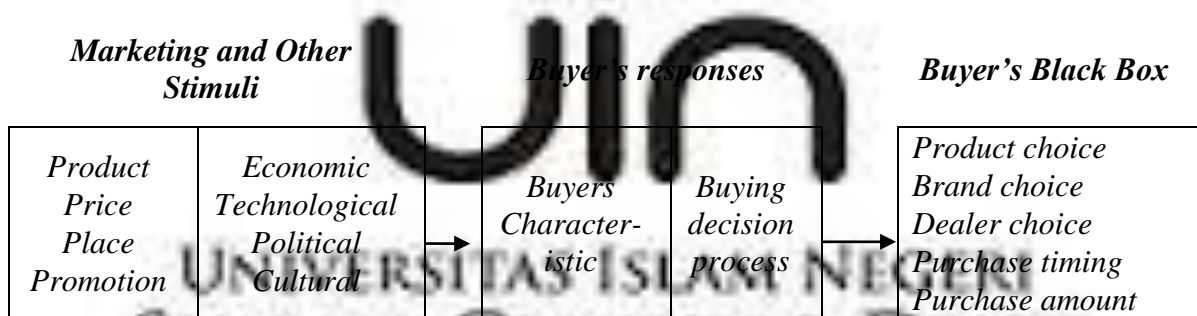 Marketing and Other
Stimuli
Buyer's responses
Buyer's Black Box
Product
Price
Place
Promotion
Economic
Technological
Political
Cultural
Buyers
Character-
istic
Buying
decision
process
Product choice
Brand choice
Dealer choice
Purchase timing
Purchase amount
UIN
UNIVERSITAS ISLAM NEGERI